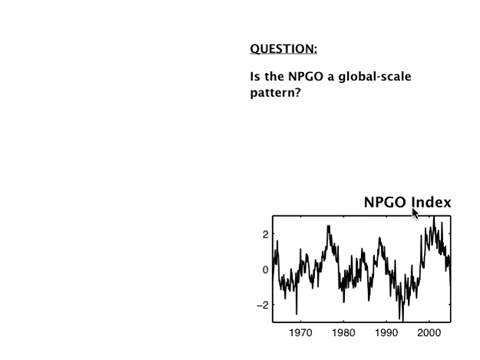 QUESTION:
Is the NPGO a global-scale
pattern?
NPGO Index
2
0
−2
1970 1980 1990 2000